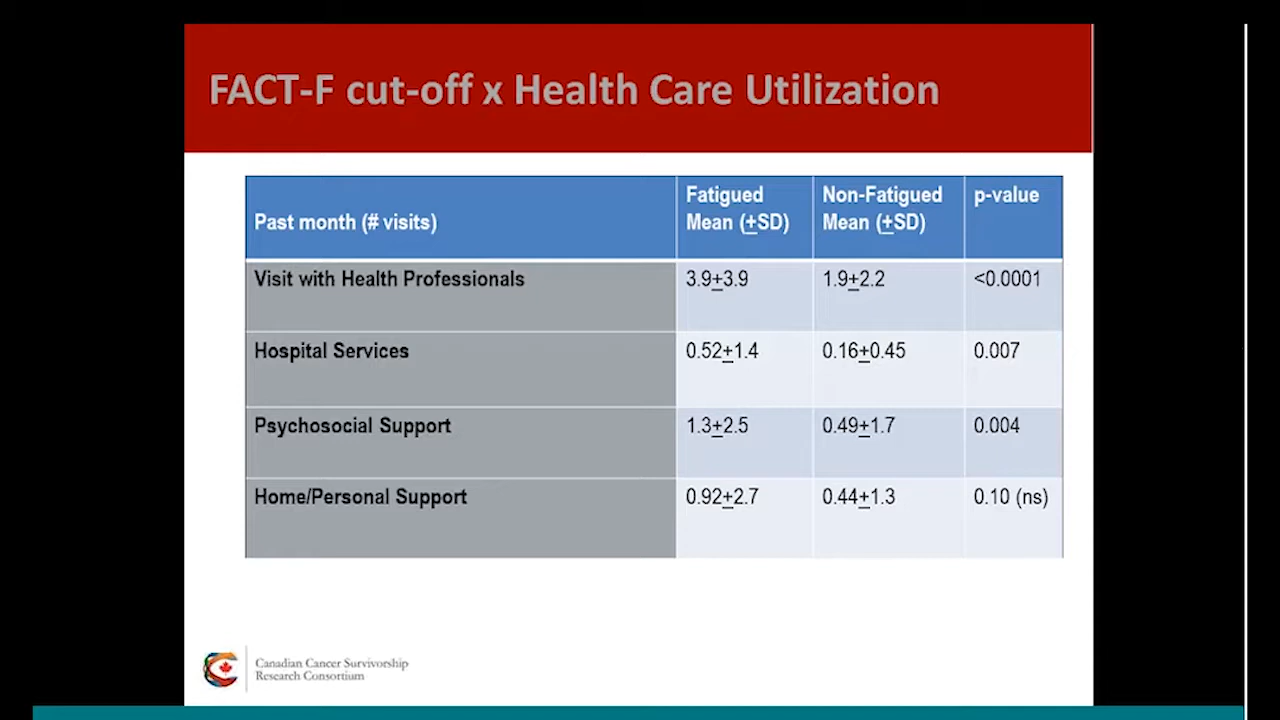 FACT-F cut-off x Health Care Utilization
Past month (# visits)
Fatigued
Mean (±SD)
Non-Fatigued
Mean (±SD)
p-value
Visit with Health Professionals
3.9±3.9
1.9±2.2
<0.0001
Hospital Services
0.52±1.4
0.16±0.45
0.007
Psychosocial Support
1.3±2.5
0.49±1.7
0.004
Home/Personal Support
0.92±2.7
0.44±1.3
0.10 (ns)
Canadian Cancer Survivorship
Research Consortium